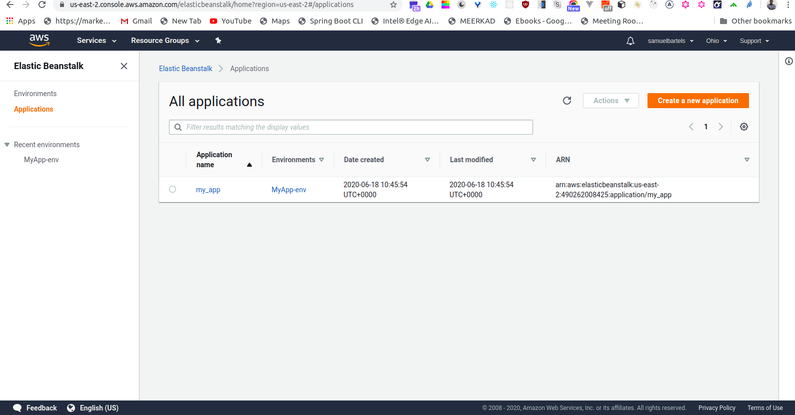 us-east-2.console.aws.amazon.com/elasticbeanstalk/home?region=us-east-2#/applications
Apps https://marke... Gmail New Tab YouTube Maps Spring Boot CLI Intel® Edge AI... MEERKAD Ebooks - Goog... Meeting Roo... Other bookmarks
aws Services Resource Groups samuelbartels Ohio Support
Elastic Beanstalk
Environments
Applications
Recent environments
MyApp-env
Elastic Beanstalk Applications
All applications
Actions
Create a new application
Filter results matching the display values
1
Application name Environments Date created Last modified ARN
my_app MyApp-env 2020-06-18 10:45:54 UTC+0000 2020-06-18 10:45:54 UTC+0000 arn:aws:elasticbeanstalk:us-east-2:490262008425:application/my_app
Feedback English (US) © 2008 - 2020, Amazon Web Services, Inc. or its affiliates. All rights reserved. Privacy Policy Terms of Use